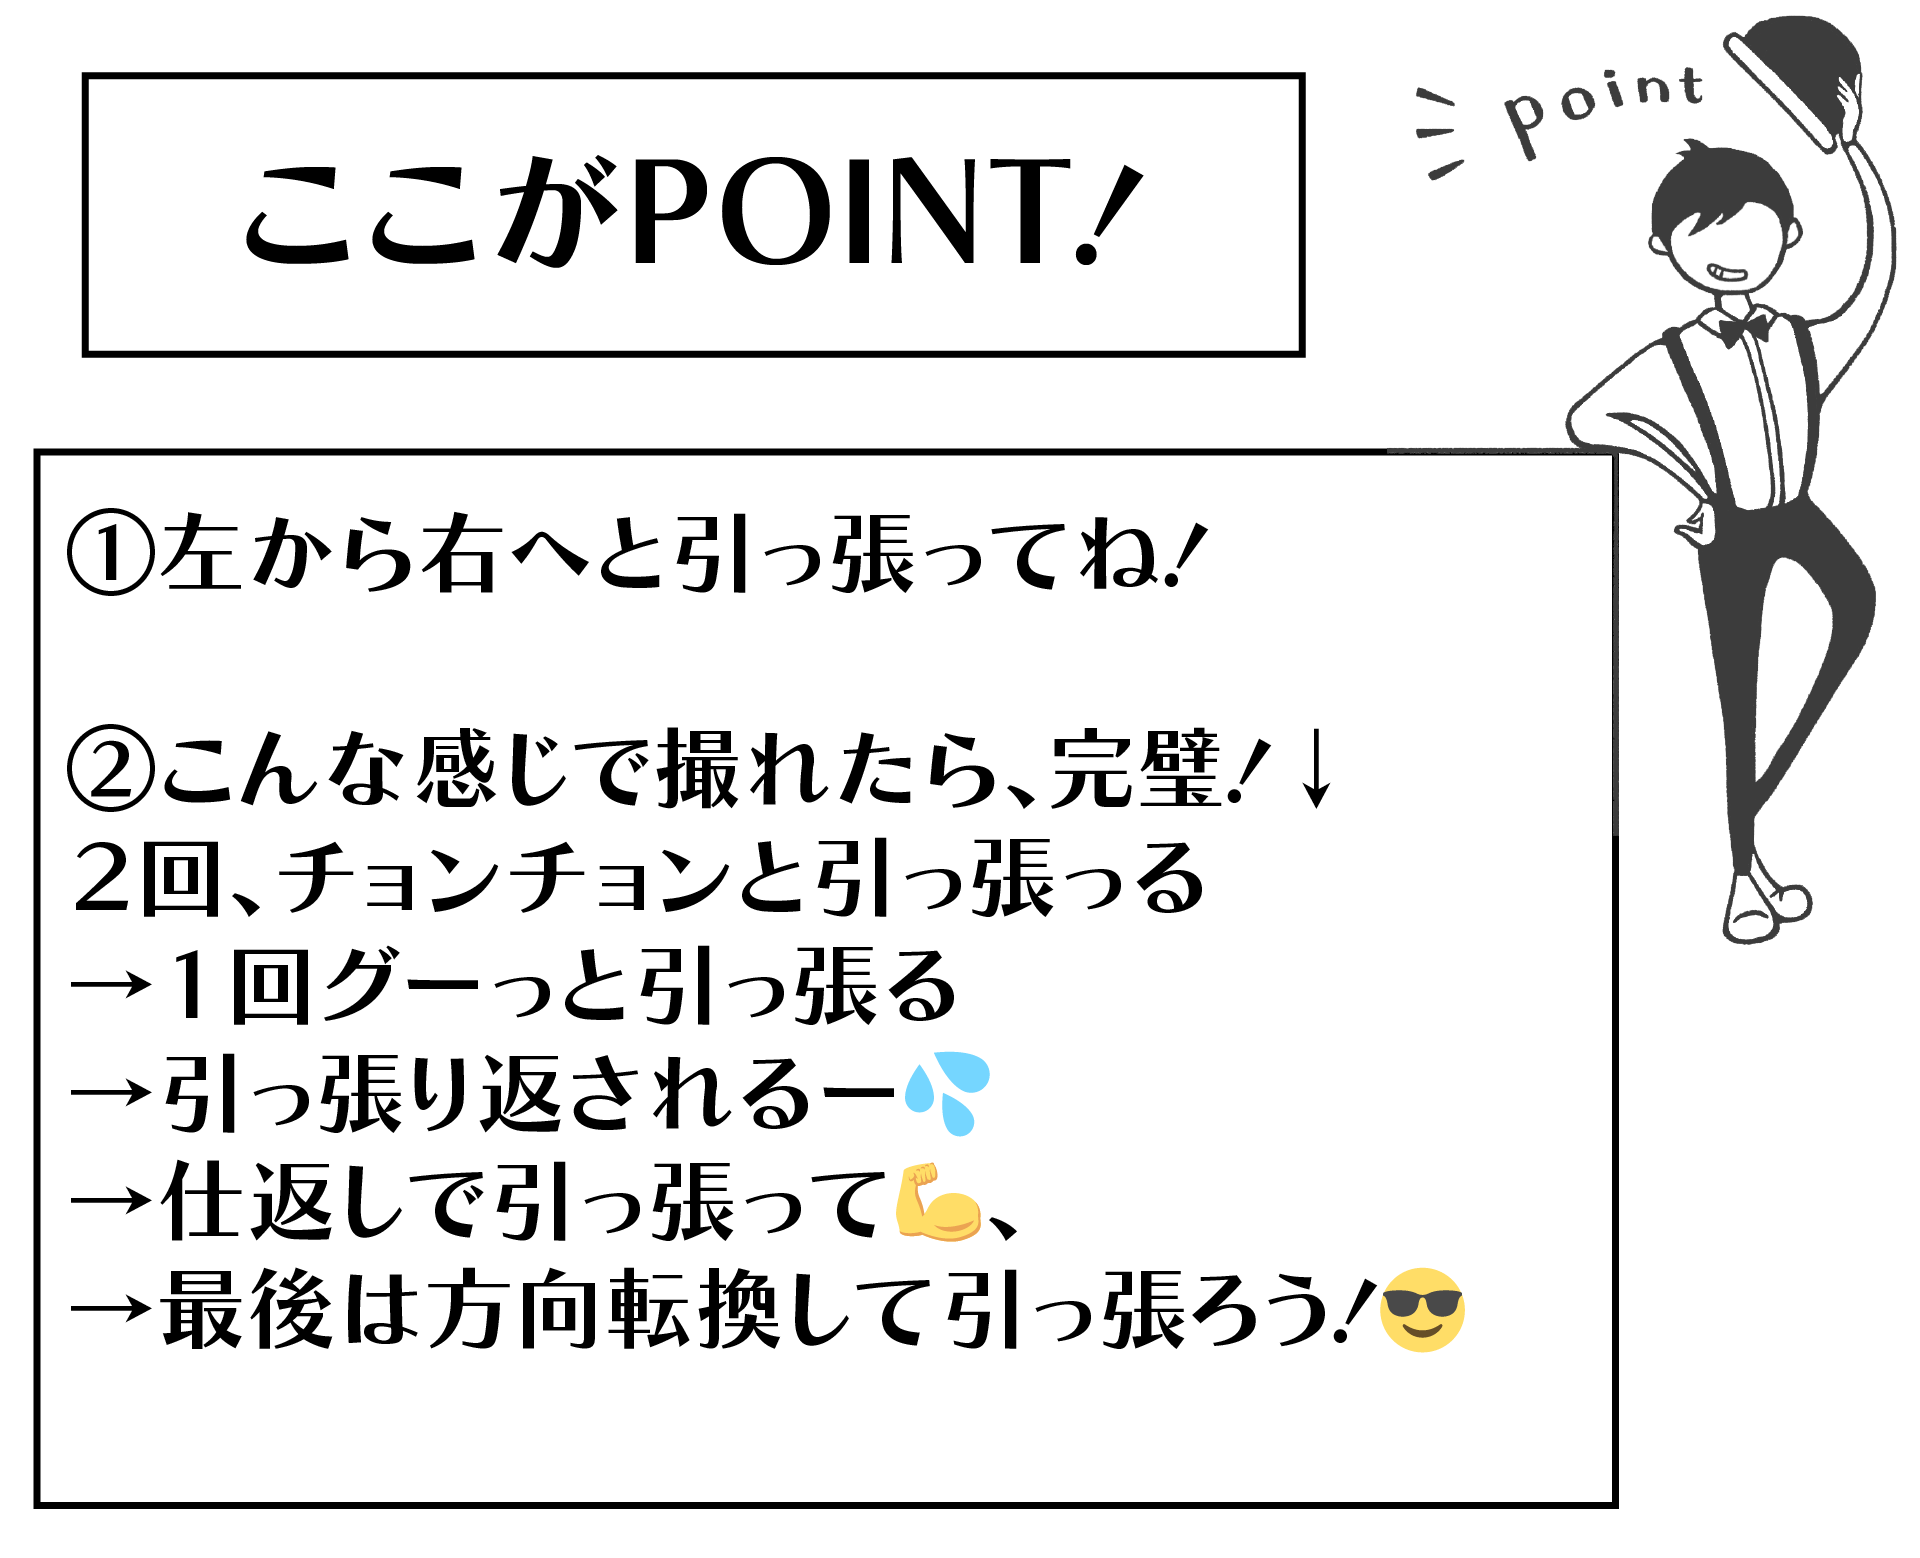 ここがPOINT！
point
①左から右へと引っ張ってね！
②こんな感じで撮れたら、完璧！↓
２回、チョンチョンと引っ張っる
→１回グーっと引っ張る
→引っ張り返されるー💦
→仕返しで引っ張って💪、
→最後は方向転換して引っ張ろう！😎